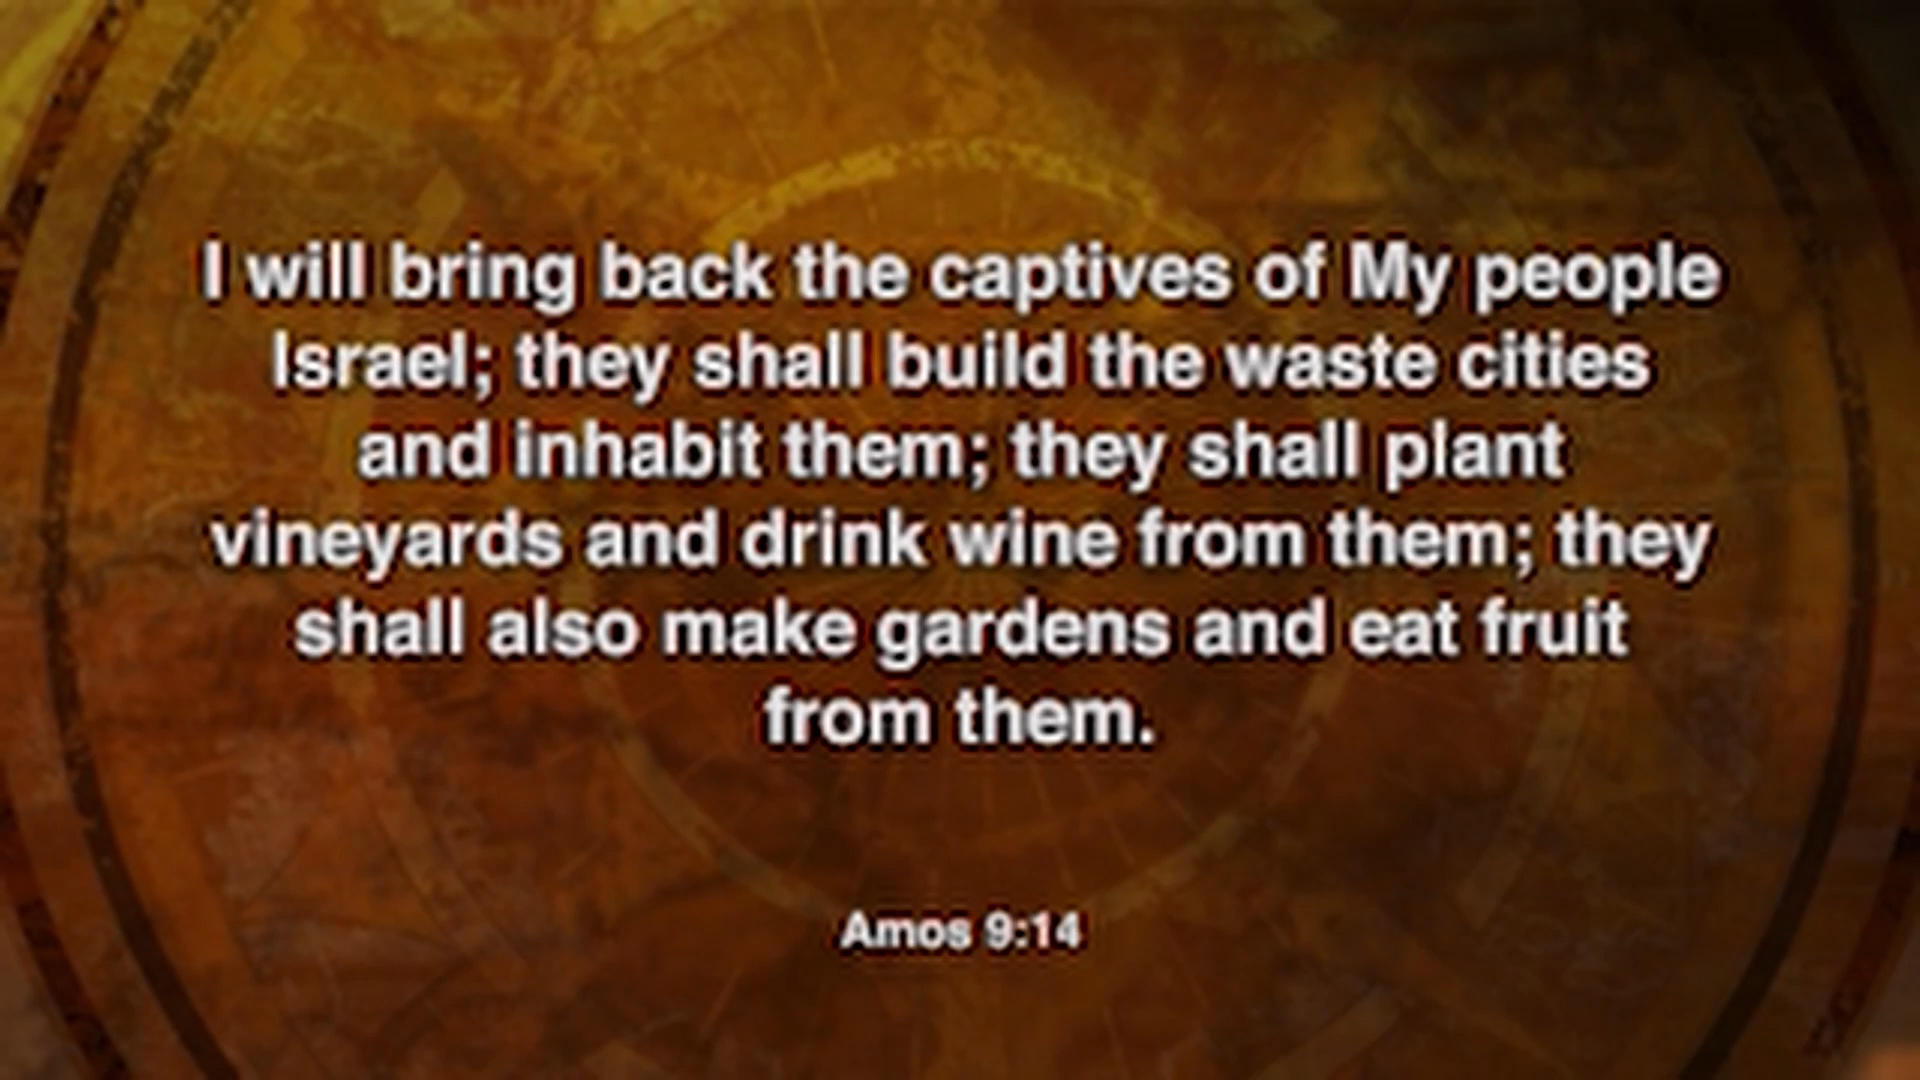 I will bring back the captives of My people
Israel; they shall build the waste cities
and inhabit them; they shall plant
vineyards and drink wine from them; they
shall also make gardens and eat fruit
from them.
Amos 9:14